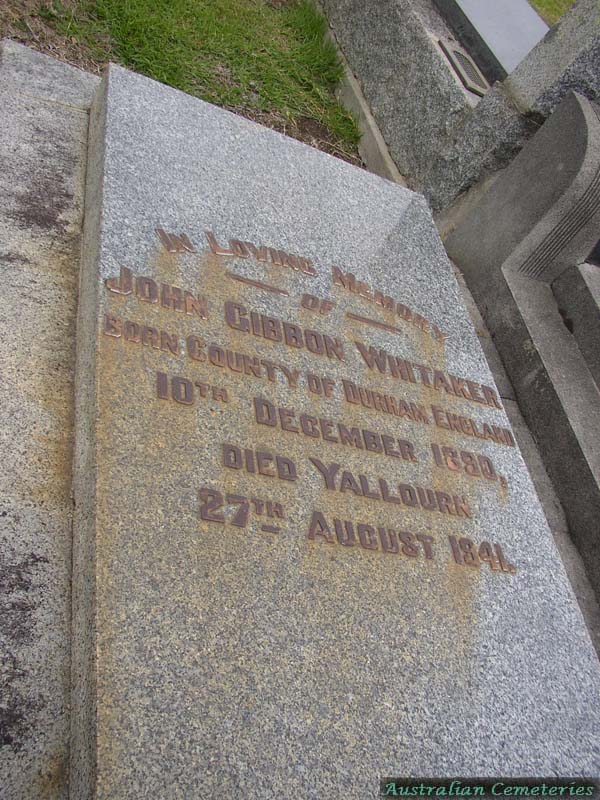 IN LOVING MEMORY
OF
JOHN GIBBON WHITAKER
BORN COUNTY OF DURHAM ENGLAND
10TH DECEMBER
DIED YALLOURN
27TH AUGUST 1941.
Australian Cemeteries